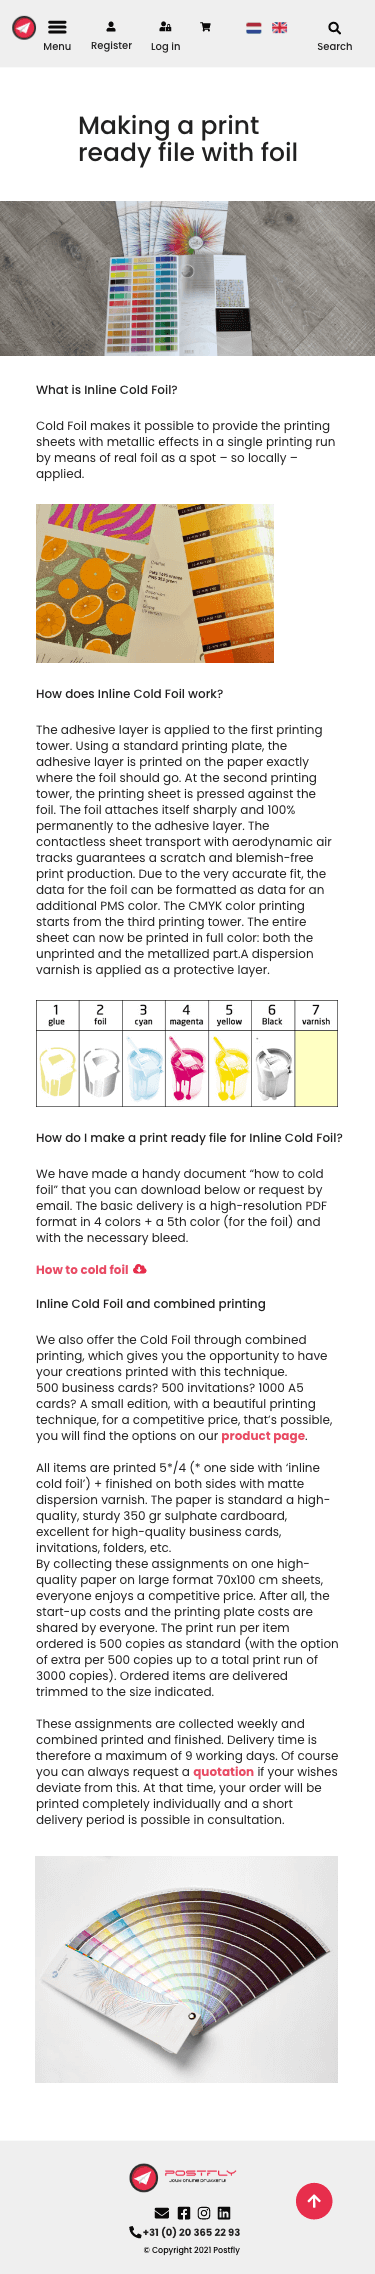 Menu
Register
Log in
Search
Making a print
ready file with foil
What is Inline Cold Foil?
Cold Foil makes it possible to provide the printing
sheets with metallic effects in a single printing run
by means of real foil as a spot – so locally –
applied.
How does Inline Cold Foil work?
The adhesive layer is applied to the first printing
tower. Using a standard printing plate, the
adhesive layer is printed on the paper exactly
where the foil should go. At the second printing
tower, the printing sheet is pressed against the
foil. The foil attaches itself sharply and 100%
permanently to the adhesive layer. The
contactless sheet transport with aerodynamic air
tracks guarantees a scratch and blemish-free
print production. Due to the very accurate fit, the
data for the foil can be formatted as data for an
additional PMS color. The CMYK color printing
starts from the third printing tower. The entire
sheet can now be printed in full color: both the
unprinted and the metallized part.A dispersion
varnish is applied as a protective layer.
1 2 3 4 5 6 7
glue foil cyan magenta yellow Black varnish
How do I make a print ready file for Inline Cold Foil?
We have made a handy document “how to cold
foil” that you can download below or request by
email. The basic delivery is a high-resolution PDF
format in 4 colors + a 5th color (for the foil) and
with the necessary bleed.
How to cold foil
Inline Cold Foil and combined printing
We also offer the Cold Foil through combined
printing, which gives you the opportunity to have
your creations printed with this technique.
500 business cards? 500 invitations? 1000 A5
cards? A small edition, with a beautiful printing
technique, for a competitive price, that’s possible,
you will find the options on our product page.
All items are printed 5*/4 (* one side with ‘inline
cold foil’) + finished on both sides with matte
dispersion varnish. The paper is standard a high-
quality, sturdy 350 gr sulphate cardboard,
excellent for high-quality business cards,
invitations, folders, etc.
By collecting these assignments on one high-
quality paper on large format 70x100 cm sheets,
everyone enjoys a competitive price. After all, the
start-up costs and the printing plate costs are
shared by everyone. The print run per item
ordered is 500 copies as standard (with the option
of extra per 500 copies up to a total print run of
3000 copies). Ordered items are delivered
trimmed to the size indicated.
These assignments are collected weekly and
combined printed and finished. Delivery time is
therefore a maximum of 9 working days. Of course
you can always request a quotation if your wishes
deviate from this. At that time, your order will be
printed completely individually and a short
delivery period is possible in consultation.
POSTFLY
JOUW ONLINE DRUKKERIJ!
+31 (0) 20 365 22 93
© Copyright 2021 Postfly